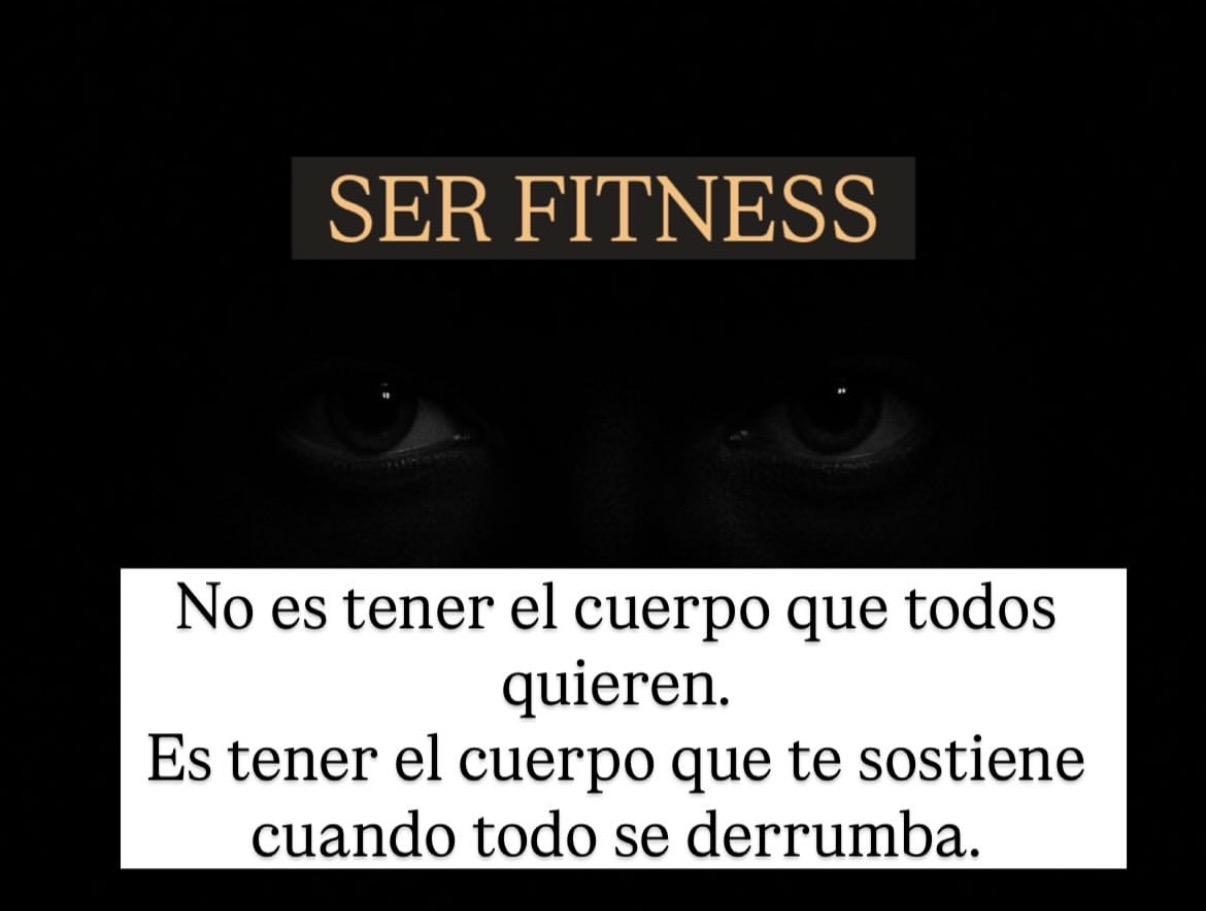 SER FITNESS
No es tener el cuerpo que todos
quieren.
Es tener el cuerpo que te sostiene
cuando todo se derrumba.